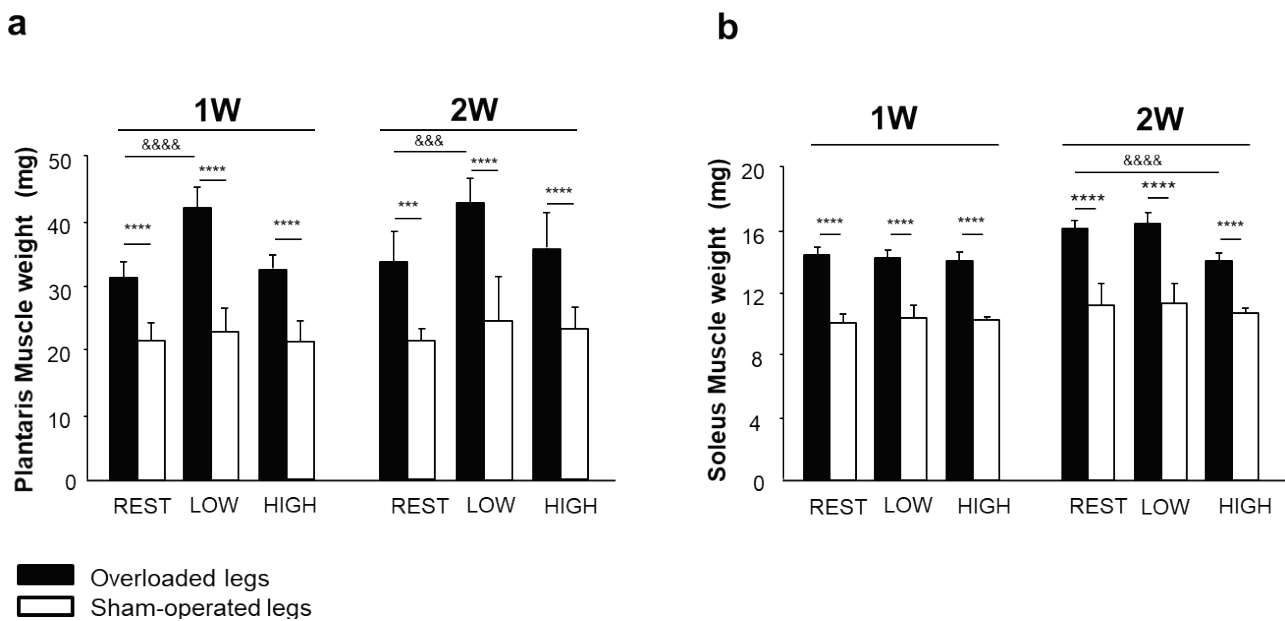 a
1W
2W
&&&&
&&&
****
****
****
***
****
****
Plantaris Muscle weight (mg)
50
40
30
20
10
0
REST LOW HIGH
REST LOW HIGH
b
1W
2W
&&&&
****
****
****
****
****
****
Soleus Muscle weight (mg)
20
16
12
8
4
0
REST LOW HIGH
REST LOW HIGH
Overloaded legs
Sham-operated legs